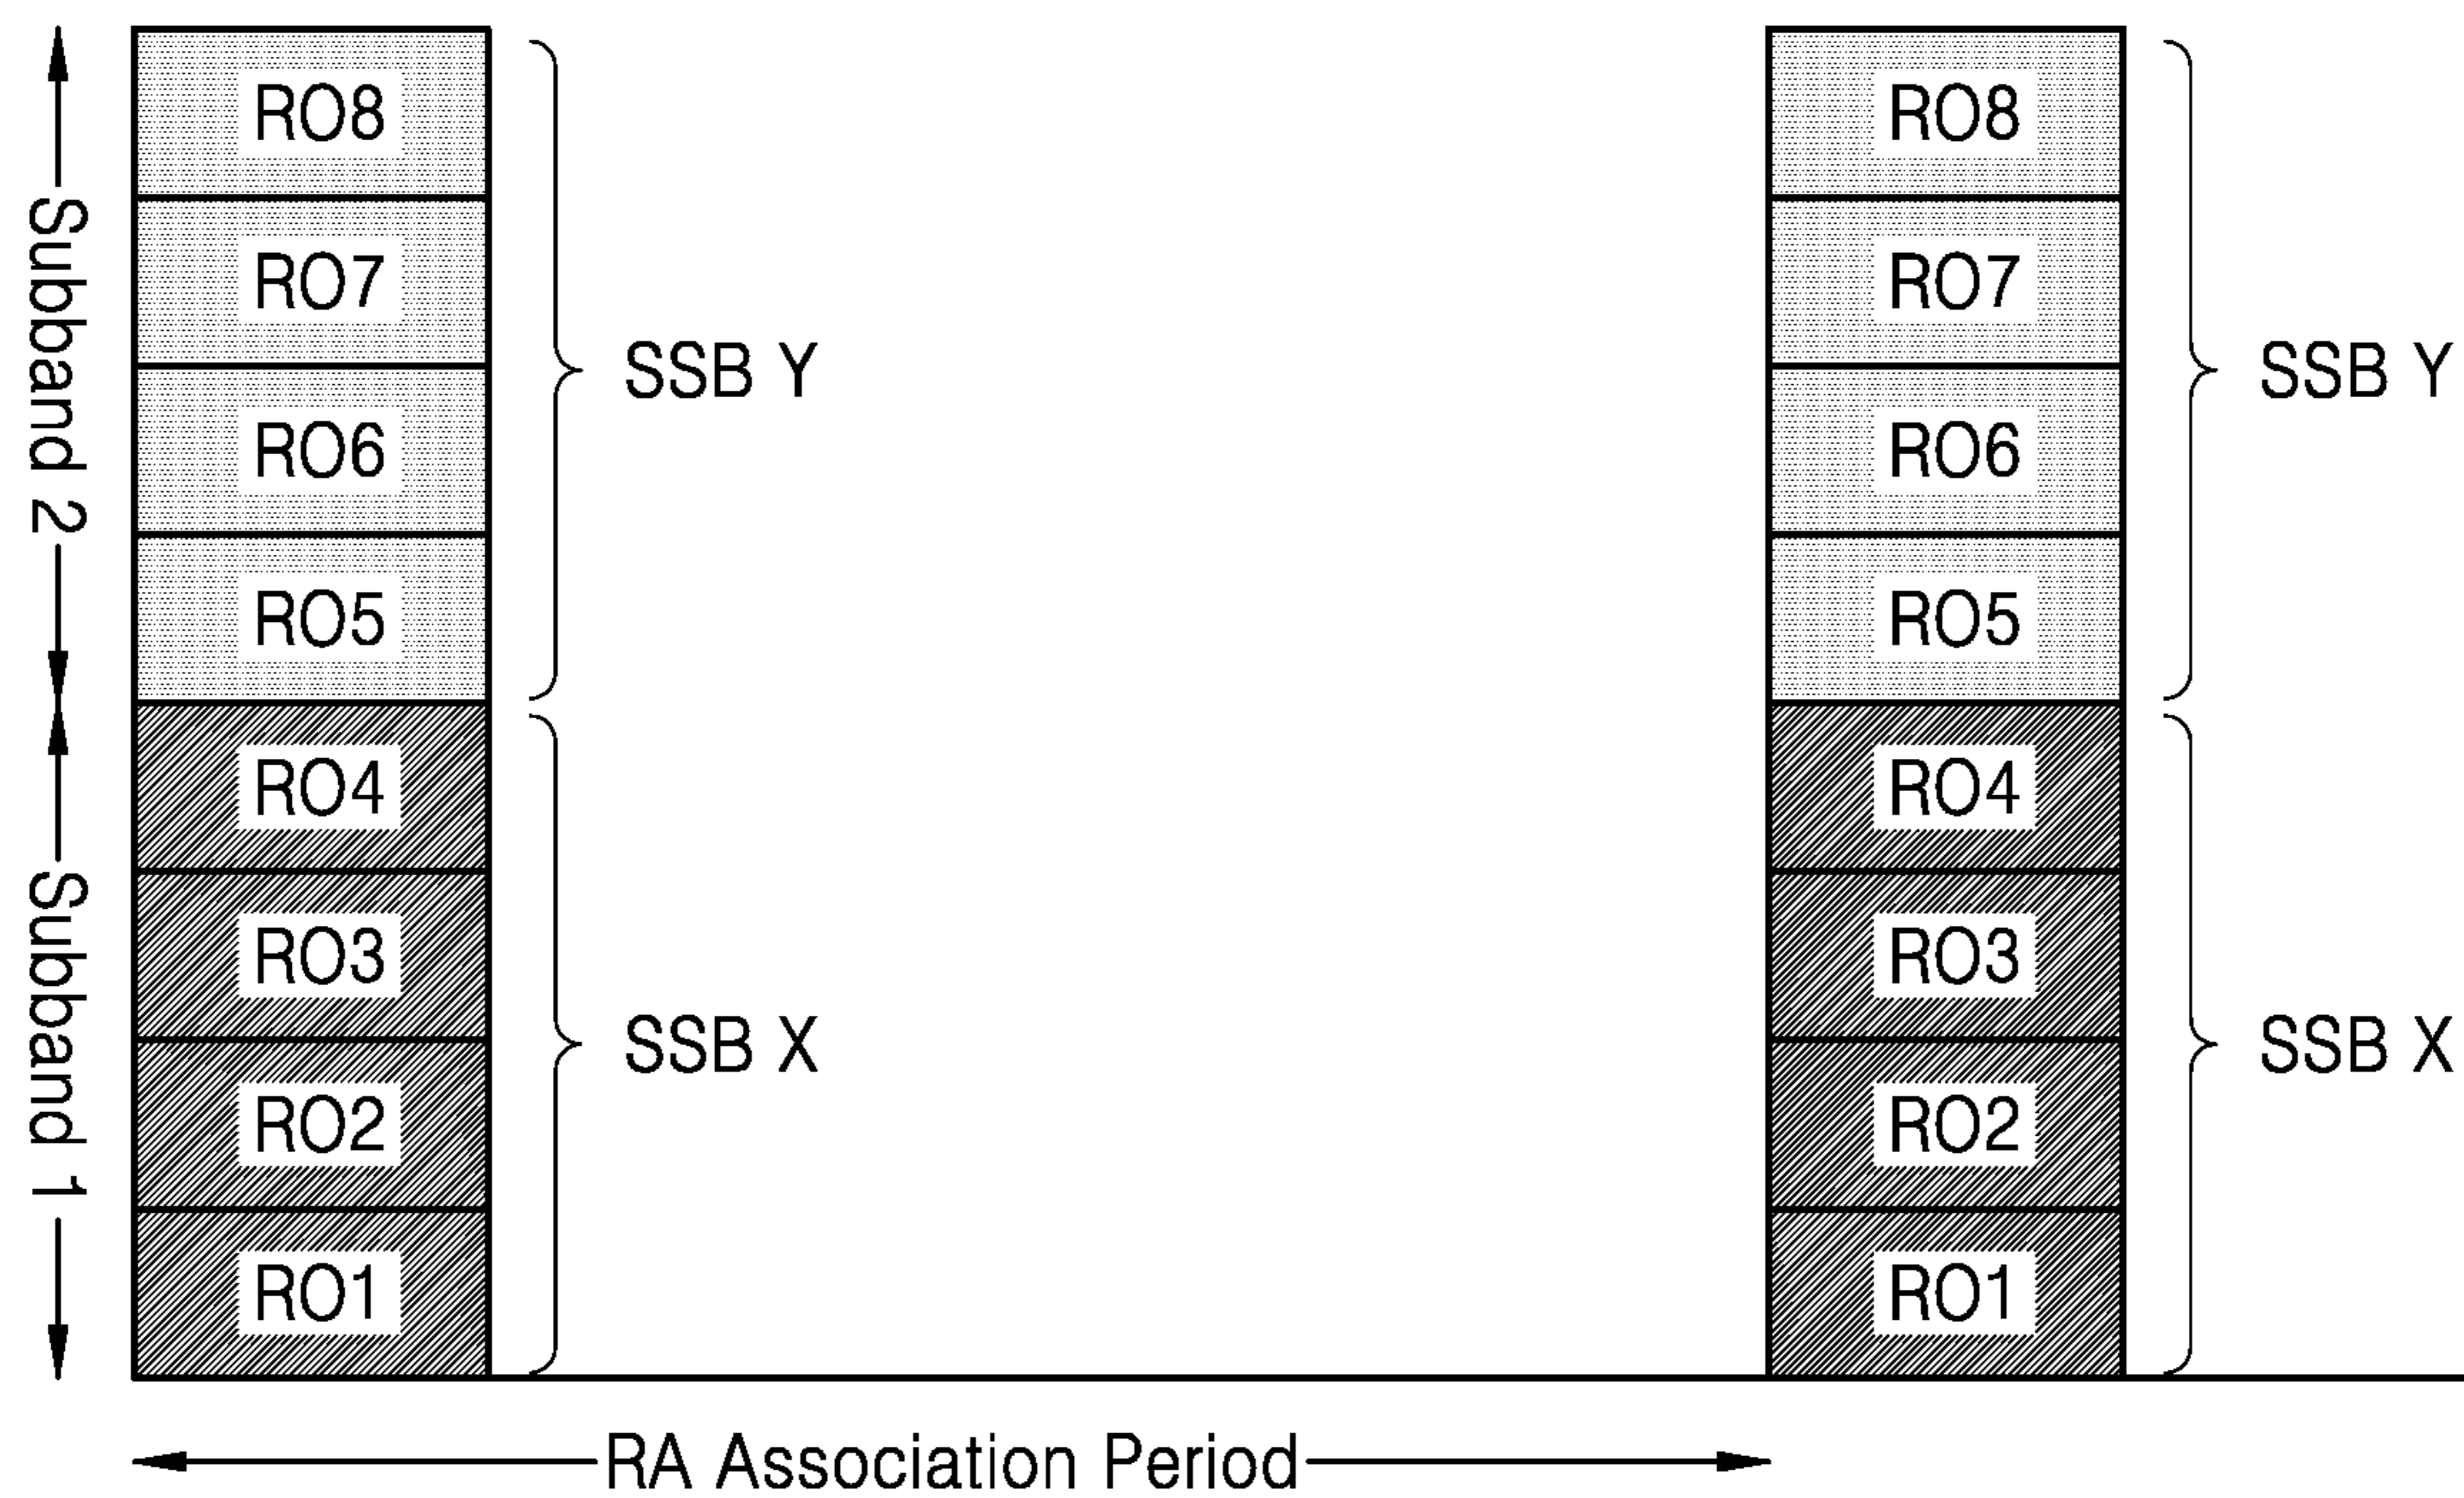 Subband 2
Subband 1
RO8
RO7
RO6
RO5
RO4
RO3
RO2
RO1
SSB Y
SSB X
RO8
RO7
RO6
RO5
RO4
RO3
RO2
RO1
SSB Y
SSB X
RA Association Period